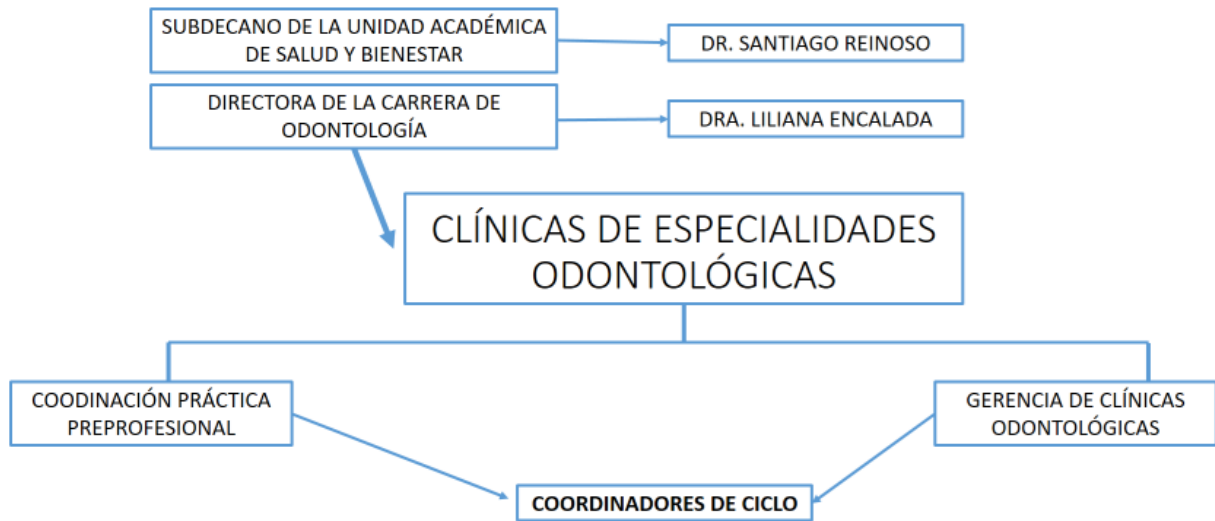 SUBDECANO DE LA UNIDAD ACADÉMICA
DE SALUD Y BIENESTAR
DR. SANTIAGO REINOSO
DIRECTORA DE LA CARRERA DE
ODONTOLOGÍA
DRA. LILIANA ENCALADA
CLÍNICAS DE ESPECIALIDADES
ODONTOLÓGICAS
COODINACIÓN PRÁCTICA
PREPROFESIONAL
GERENCIA DE CLÍNICAS
ODONTOLÓGICAS
COORDINADORES DE CICLO